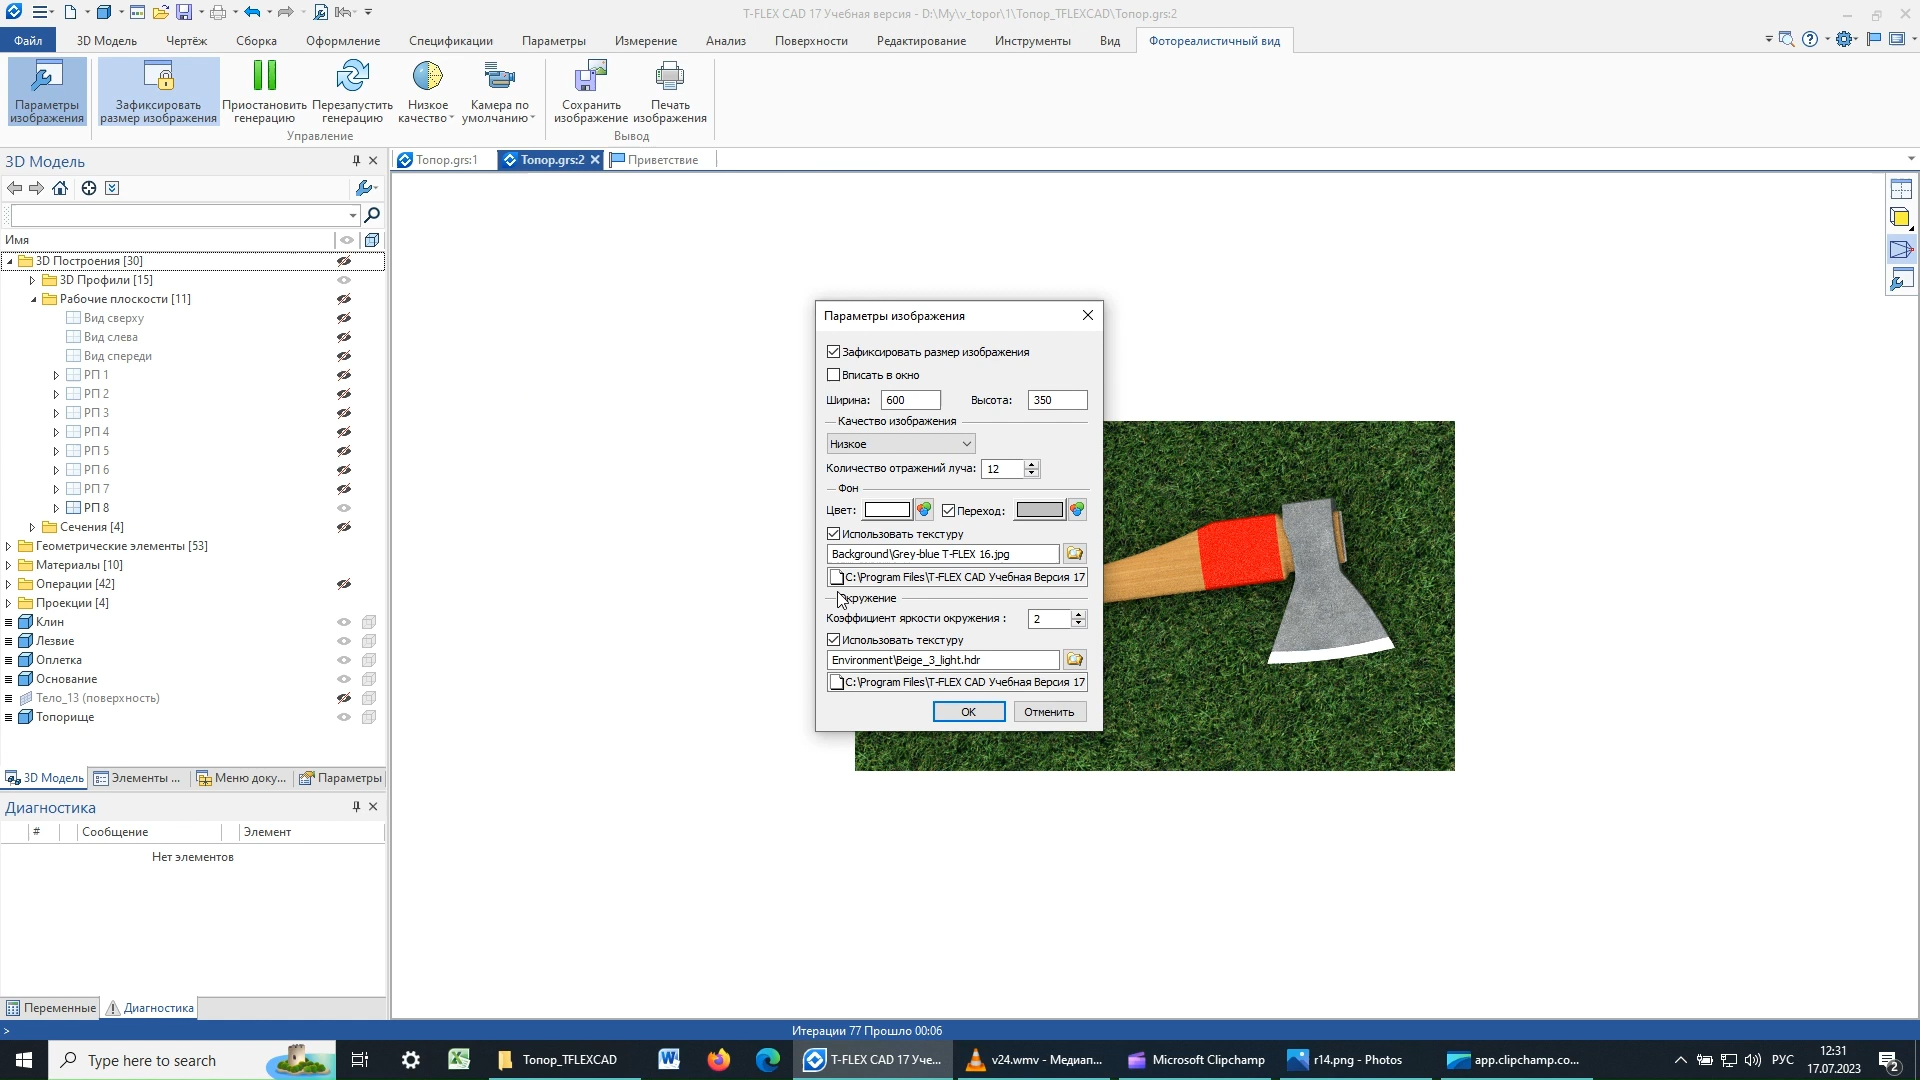 T-FLEX CAD 17 Учебная версия - D:\My\v_topor\1\Топор_TFLEXCAD\Топор.grs:2
Файл
3D Модель
Чертёж
Сборка
Оформление
Спецификации
Параметры
Измерение
Анализ
Поверхности
Редактирование
Инструменты
Вид
Фотореалистичный вид
Параметры изображения
Зафиксировать размер изображения
Приостановить генерацию
Перезапустить генерацию
Низкое качество
Камера по умолчанию
Сохранить изображение
Печать изображения
Управление
Вывод
3D Модель
Топор.grs:1
Топор.grs:2
Приветствие
Имя
3D Построения [30]
3D Профили [15]
Рабочие плоскости [11]
Вид сверху
Вид слева
Вид спереди
РП 1
РП 2
РП 3
РП 4
РП 5
РП 6
РП 7
РП 8
Сечения [4]
Геометрические элементы [53]
Материалы [10]
Операции [42]
Проекции [4]
Клин
Лезвие
Оплетка
Основание
Тело_13 (поверхность)
Топорище
3D Модель
Элементы ...
Меню доку...
Параметры
Диагностика
#
Сообщение
Элемент
Нет элементов
Переменные
Диагностика
Параметры изображения
Зафиксировать размер изображения
Вписать в окно
Ширина: 600 Высота: 350
Качество изображения
Низкое
Количество отражений луча: 12
Фон
Цвет: Переход:
Использовать текстуру
Background\Grey-blue T-FLEX 16.jpg
C:\Program Files\T-FLEX CAD Учебная Версия 17
кружение
Коэффициент яркости окружения : 2
Использовать текстуру
Environment\Beige_3_light.hdr
C:\Program Files\T-FLEX CAD Учебная Версия 17
OK
Отменить
>
Итерации 77 Прошло 00:06
Type here to search
Топор_TFLEXCAD
T-FLEX CAD 17 Уче...
v24.wmv - Медиап...
Microsoft Clipchamp
r14.png - Photos
app.clipchamp.co...
РУС
12:31
17.07.2023
2